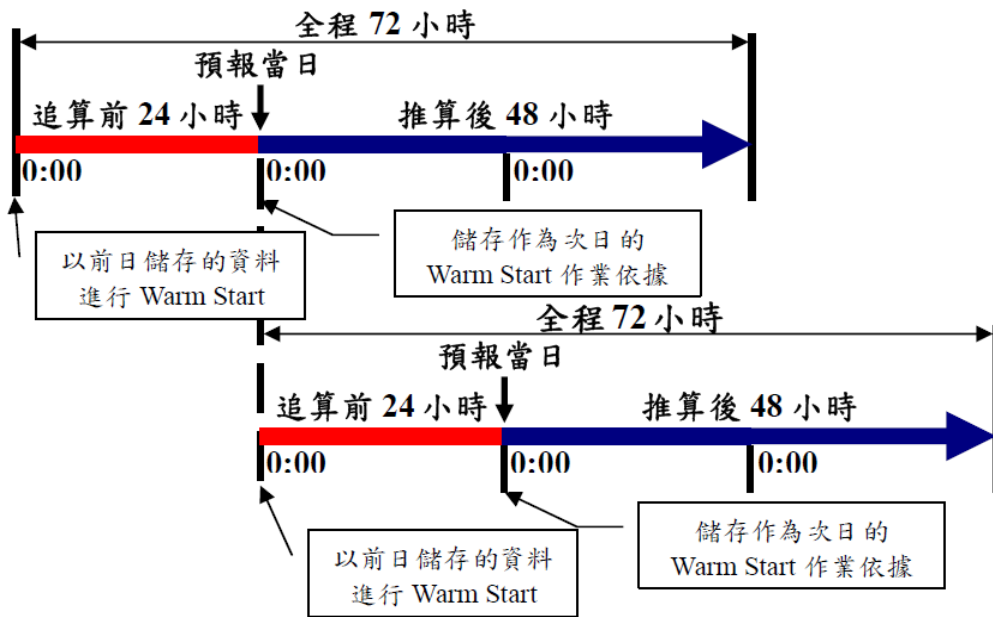 全程 72 小時
預報當日
追算前 24 小時
推算後 48 小時
0:00
0:00
0:00
以前日儲存的資料
進行 Warm Start
儲存作為次日的
Warm Start 作業依據
全程 72 小時
預報當日
追算前 24 小時
推算後 48 小時
0:00
0:00
0:00
以前日儲存的資料
進行 Warm Start
儲存作為次日的
Warm Start 作業依據